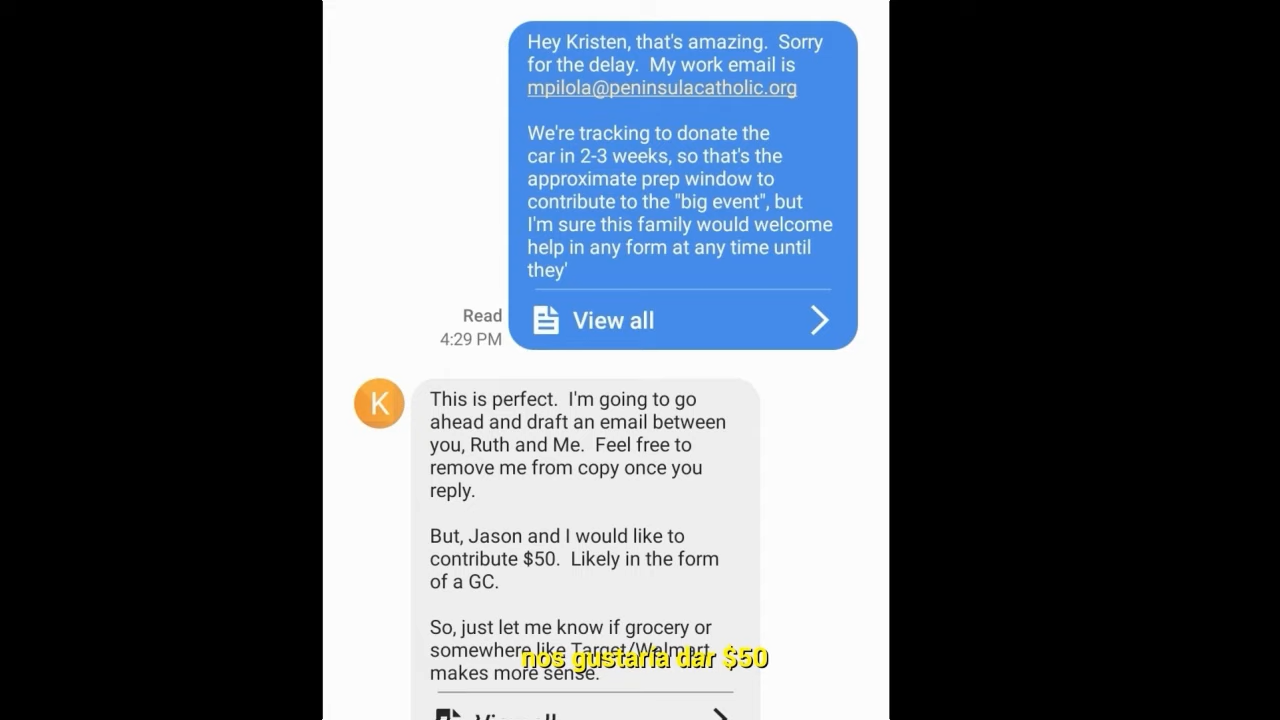 Hey Kristen, that's amazing.  Sorry
for the delay.  My work email is
mpilola@peninsulacatholic.org
We're tracking to donate the
car in 2-3 weeks, so that's the
approximate prep window to
contribute to the "big event", but
I'm sure this family would welcome
help in any form at any time until
they'
View all
Read
4:29 PM
K
This is perfect.  I'm going to go
ahead and draft an email between
you, Ruth and Me.  Feel free to
remove me from copy once you
reply.
But, Jason and I would like to
contribute $50.  Likely in the form
of a GC.
So, just let me know if grocery or
somewhere like Target/Walmart
makes more sense.
nos gustaría dar $50
View all